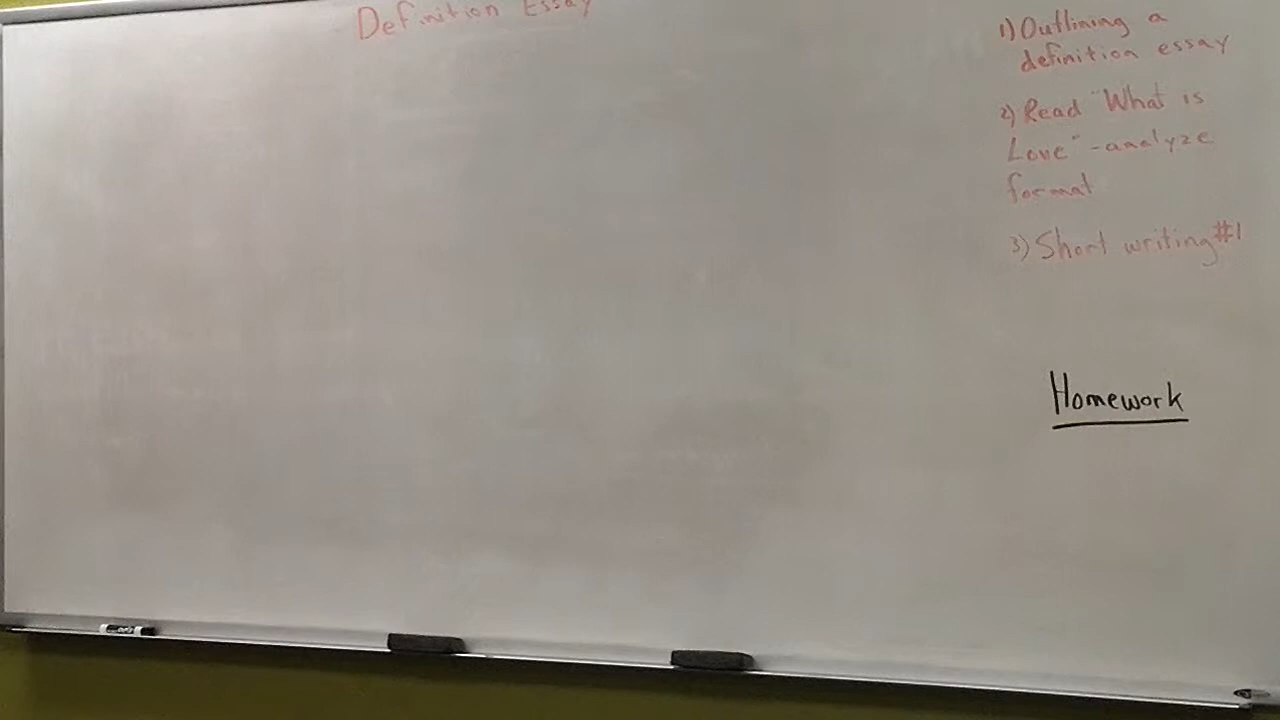 Definition Essay
1) Outlining a
definition essay
2) Read "What is
Love" - analyze
format
3) Short writing #1
Homework